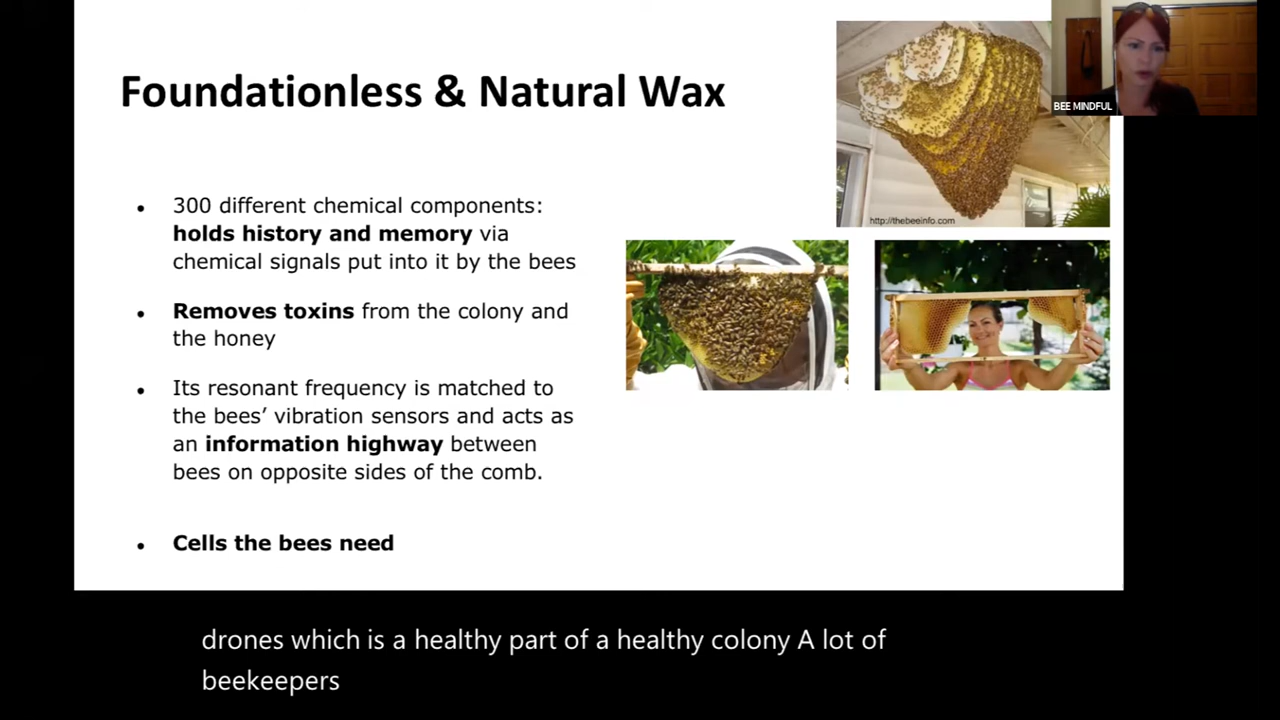 Foundationless & Natural Wax
BEE MINDFUL
http://thebeeinfo.com
• 300 different chemical components:
holds history and memory via
chemical signals put into it by the bees
• Removes toxins from the colony and
the honey
• Its resonant frequency is matched to
the bees’ vibration sensors and acts as
an information highway between
bees on opposite sides of the comb.
• Cells the bees need
drones which is a healthy part of a healthy colony A lot of
beekeepers